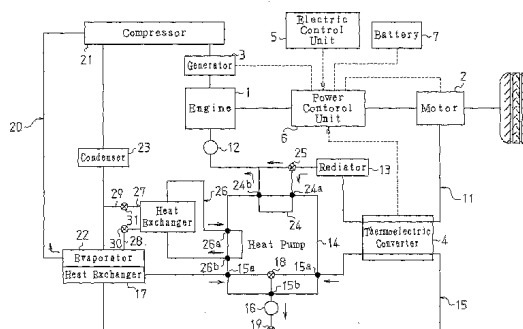 Compressor
21
Electric
Control
Unit
5
Battery
7
3
Generator
1
Engine
Power
Control
Unit
6
2
Motor
20
12
25
Condenser
23
Radiator
13
24b
24a
24
11
29
27
31
26
Heat
Exchanger
30
28
26a
26b
Heat Pump
14
Thermoelectric
Converter
4
22
Evaporator
Heat Exchanger
17
15a
18
15a
15b
15
16
19